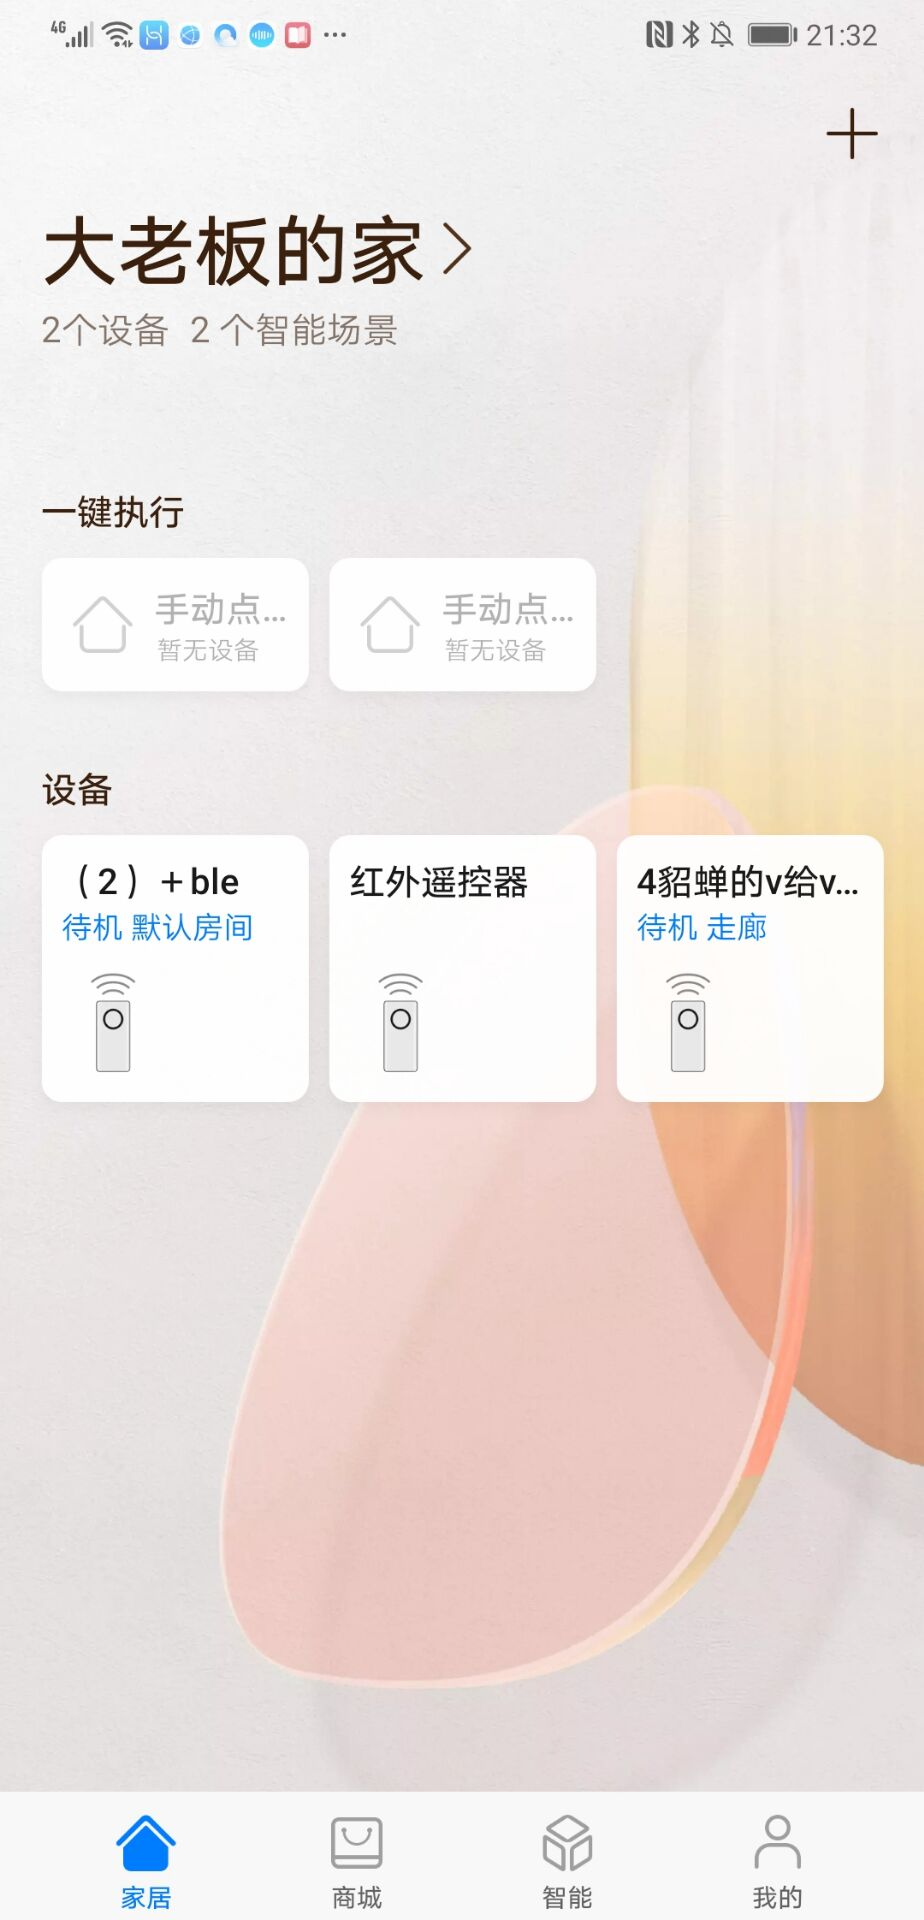 4G 21:32
大老板的家
2个设备 2 个智能场景
一键执行
手动点...
暂无设备
手动点...
暂无设备
设备
（2）+ble
待机 默认房间
红外遥控器
4貂蝉的v给v...
待机 走廊
家居
商城
智能
我的